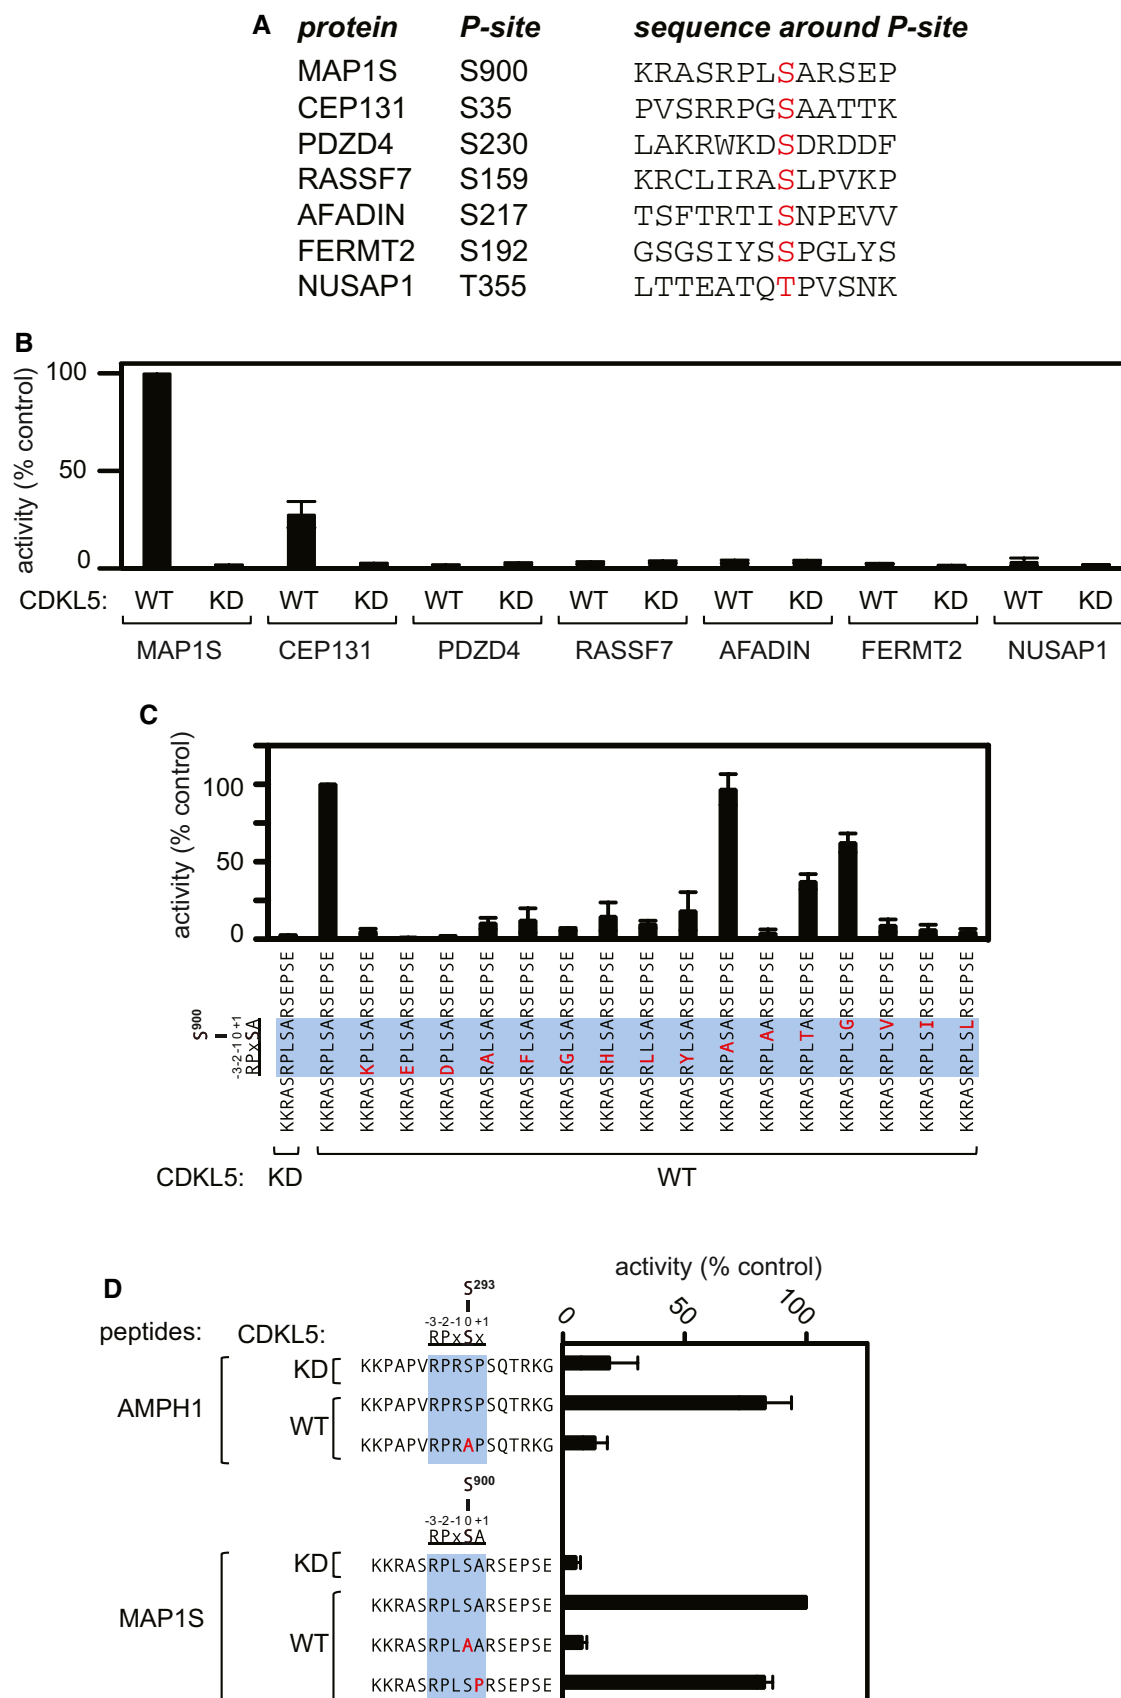 A protein P-site sequence around P-site
MAP1S S900 KRASRPLSARSEP
CEP131 S35 PVSRRPGSAATTK
PDZD4 S230 LAKRWKDSDRDDF
RASSF7 S159 KRCLIRASLPVKP
AFADIN S217 TSFTRTISNPEVV
FERMT2 S192 GSGSIYSSPGLYS
NUSAP1 T355 LTTEATQTPVSNK
B
activity (% control)
100
50
0
CDKL5: WT KD WT KD WT KD WT KD WT KD WT KD WT KD
MAP1S CEP131 PDZD4 RASSF7 AFADIN FERMT2 NUSAP1
C
activity (% control)
100
50
0
S900
-3-2-1 0 +1
RPxSA
KKRASRPLSARSEPSE
KKRASRPLSARSEPSE
KKRASKPLSARSEPSE
KKRASEPLSARSEPSE
KKRASDPLSARSEPSE
KKRASRALSARSEPSE
KKRASRFLSARSEPSE
KKRASRGLSARSEPSE
KKRASRHLSARSEPSE
KKRASRLLSARSEPSE
KKRASRYLSARSEPSE
KKRASRPASARSEPSE
KKRASRPLAARSEPSE
KKRASRPLTARSEPSE
KKRASRPLSGRSEPSE
KKRASRPLSVRSEPSE
KKRASRPLSIRSEPSE
KKRASRPLSLRSEPSE
CDKL5: KD WT
D
activity (% control)
0 50 100
S293
peptides: CDKL5:
-3-2-1 0 +1
RPxSx
AMPH1
KD KKPAPVRPRSPSQTRKG
WT
KKPAPVRPRSPSQTRKG
KKPAPVRPRAPSQTRKG
S900
-3-2-1 0 +1
RPxSA
MAP1S
KD KKRASRPLSARSEPSE
WT
KKRASRPLSARSEPSE
KKRASRPLAARSEPSE
KKRASRPLSPRSEPSE